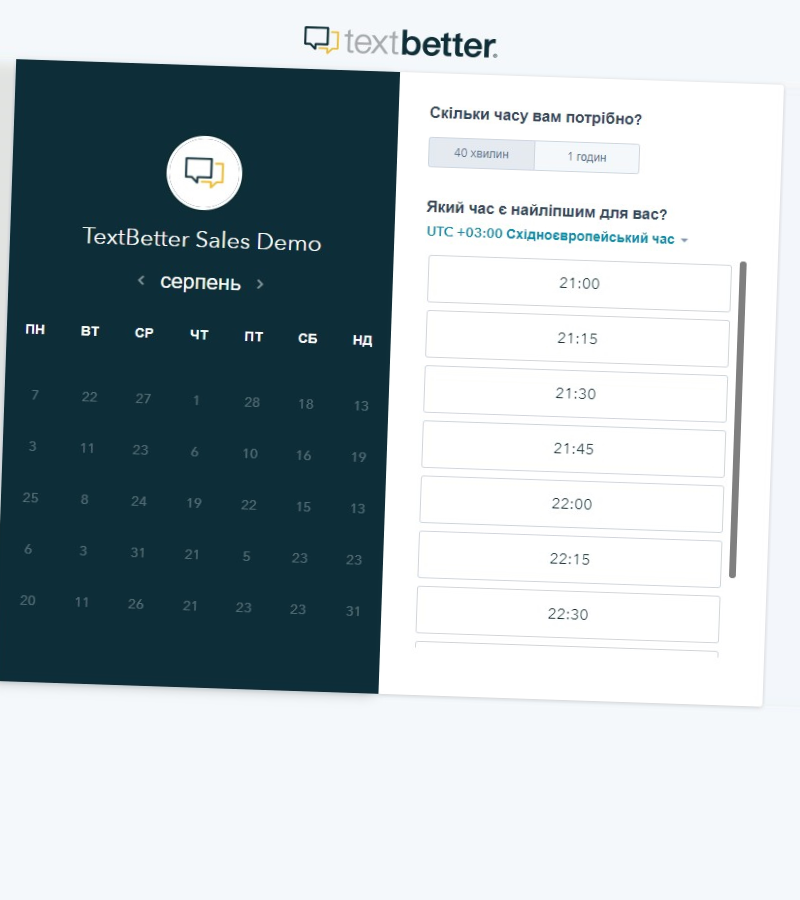 textbetter.
TextBetter Sales Demo
серпень
ПН ВТ СР ЧТ ПТ СБ НД
7 22 27 1 28 18 13
3 11 23 6 10 16 19
25 8 24 19 22 15 13
6 3 31 21 5 23 23
20 11 26 21 23 23 31
Скільки часу вам потрібно?
40 хвилин 1 годин
Який час є найліпшим для вас?
UTC +03:00 Східноєвропейський час
21:00
21:15
21:30
21:45
22:00
22:15
22:30